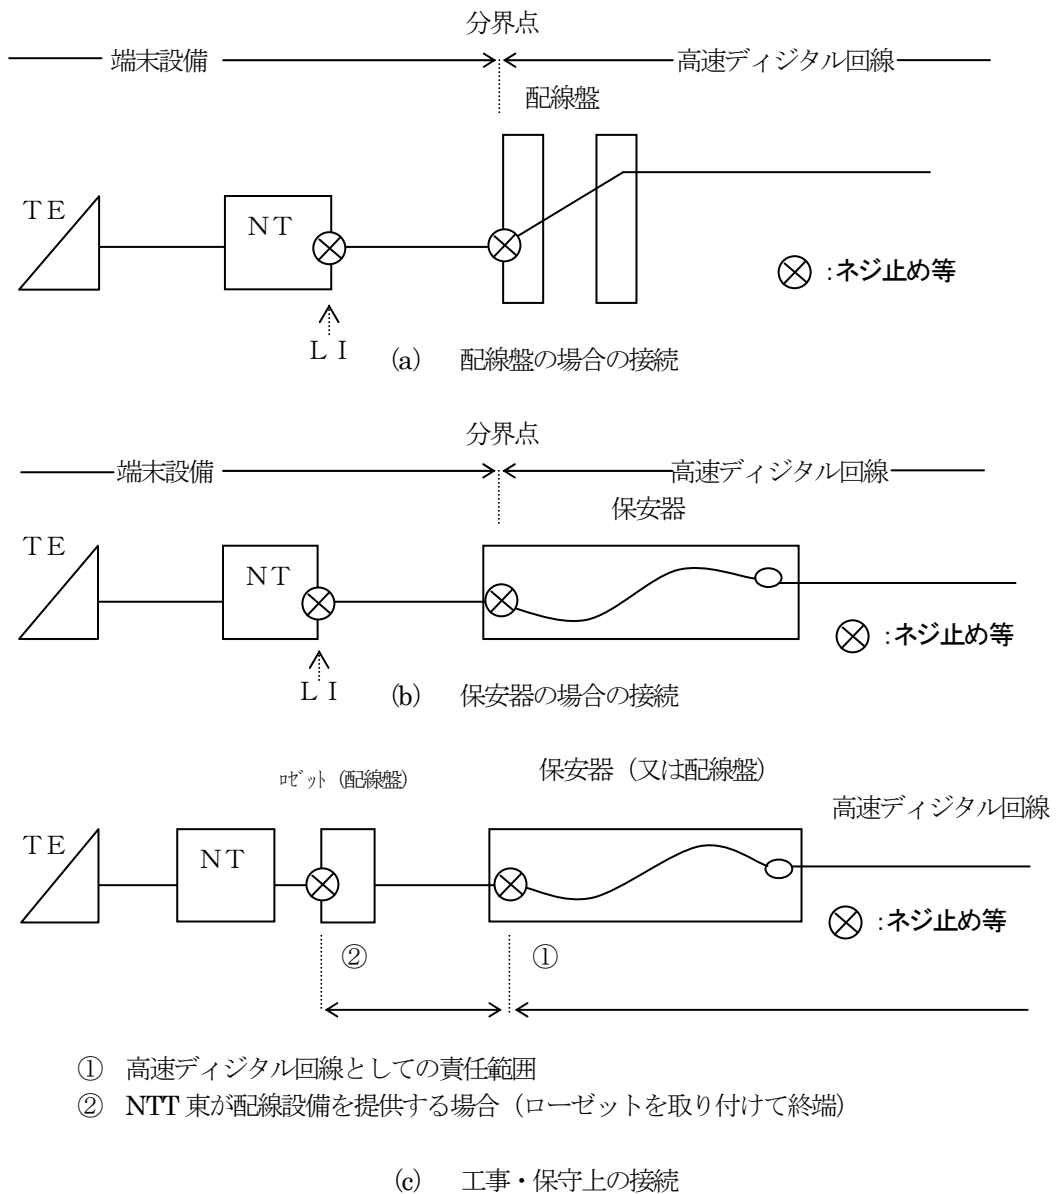 分界点
端末設備
高速ディジタル回線
配線盤
TE
NT
:ネジ止め等
LI
(a) 配線盤の場合の接続
分界点
端末設備
高速ディジタル回線
保安器
TE
NT
:ネジ止め等
LI
(b) 保安器の場合の接続
ﾛｾﾞｯﾄ (配線盤)
保安器（又は配線盤）
高速ディジタル回線
TE
NT
:ネジ止め等
② ①
① 高速ディジタル回線としての責任範囲
② NTT 東が配線設備を提供する場合（ローゼットを取り付けて終端）
(c) 工事・保守上の接続